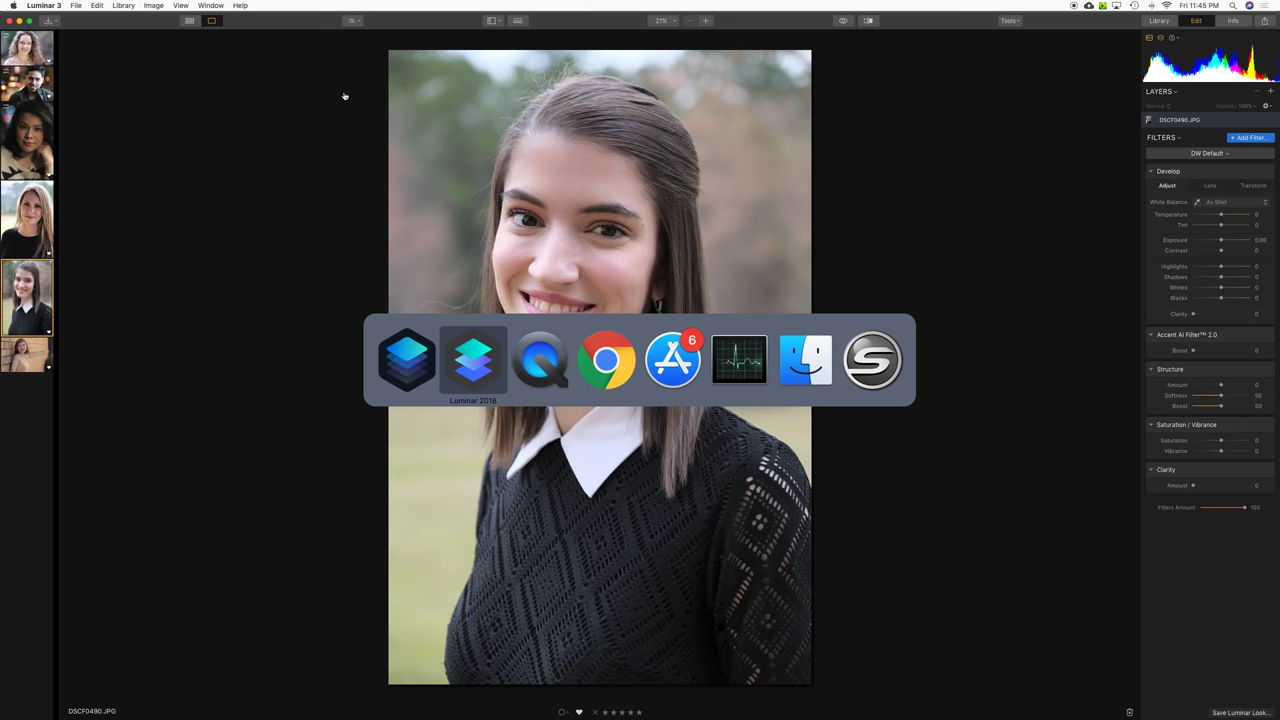 Luminar 3 File Edit Library Image View Window Help Fri 11:45 PM
21% Tools Library Edit Info
LAYERS
Normal Opacity: 100%
DSCF0490.JPG
FILTERS + Add Filter...
DW Default
Develop
Adjust Lens Transform
White Balance As Shot
Temperature 0
Tint 0
Exposure 0.00
Contrast 0
Highlights 0
Shadows 0
Whites 0
Blacks 0
Clarity 0
Accent AI Filter™ 2.0
Boost 0
Structure
Amount 0
Softness 50
Boost 50
Saturation / Vibrance
Saturation 0
Vibrance 0
Clarity
Amount 0
Filters Amount 100
6
Luminar 2018
DSCF0490.JPG
Save Luminar Look...